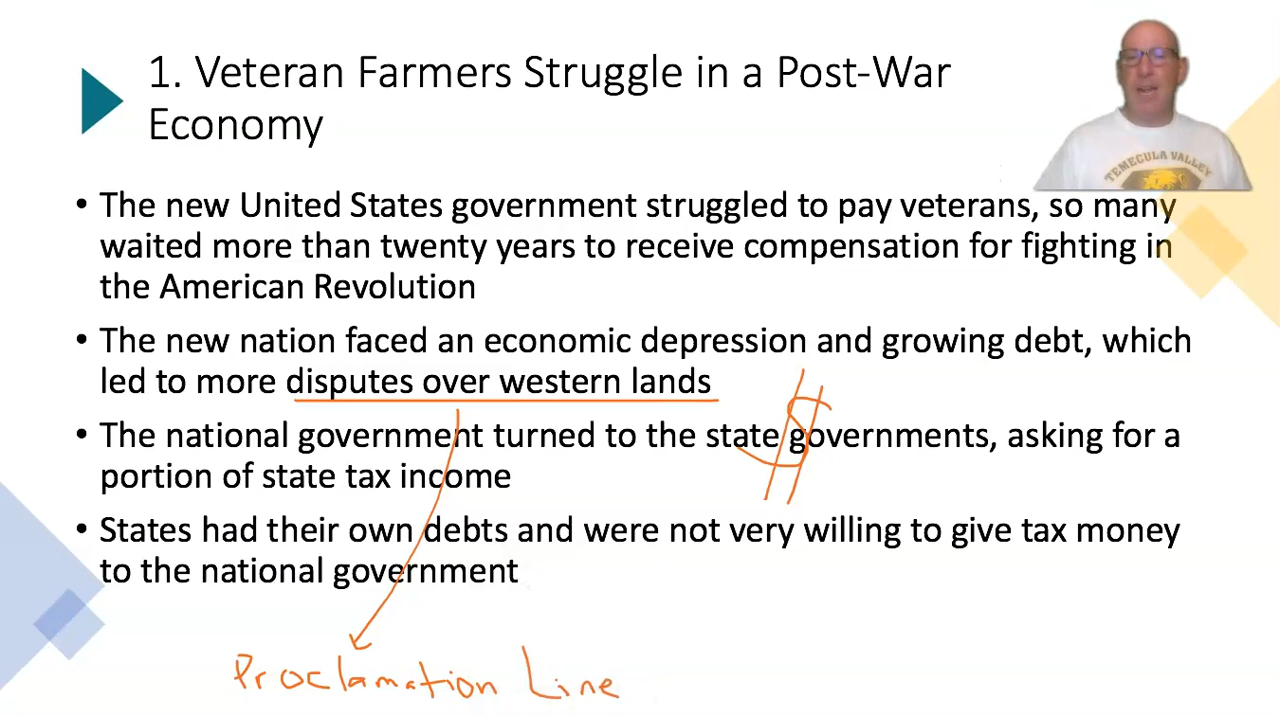 1. Veteran Farmers Struggle in a Post-War
Economy
TEMECULA VALLEY
• The new United States government struggled to pay veterans, so many
waited more than twenty years to receive compensation for fighting in
the American Revolution
• The new nation faced an economic depression and growing debt, which
led to more disputes over western lands
$
• The national government turned to the state governments, asking for a
portion of state tax income
• States had their own debts and were not very willing to give tax money
to the national government
Proclamation Line